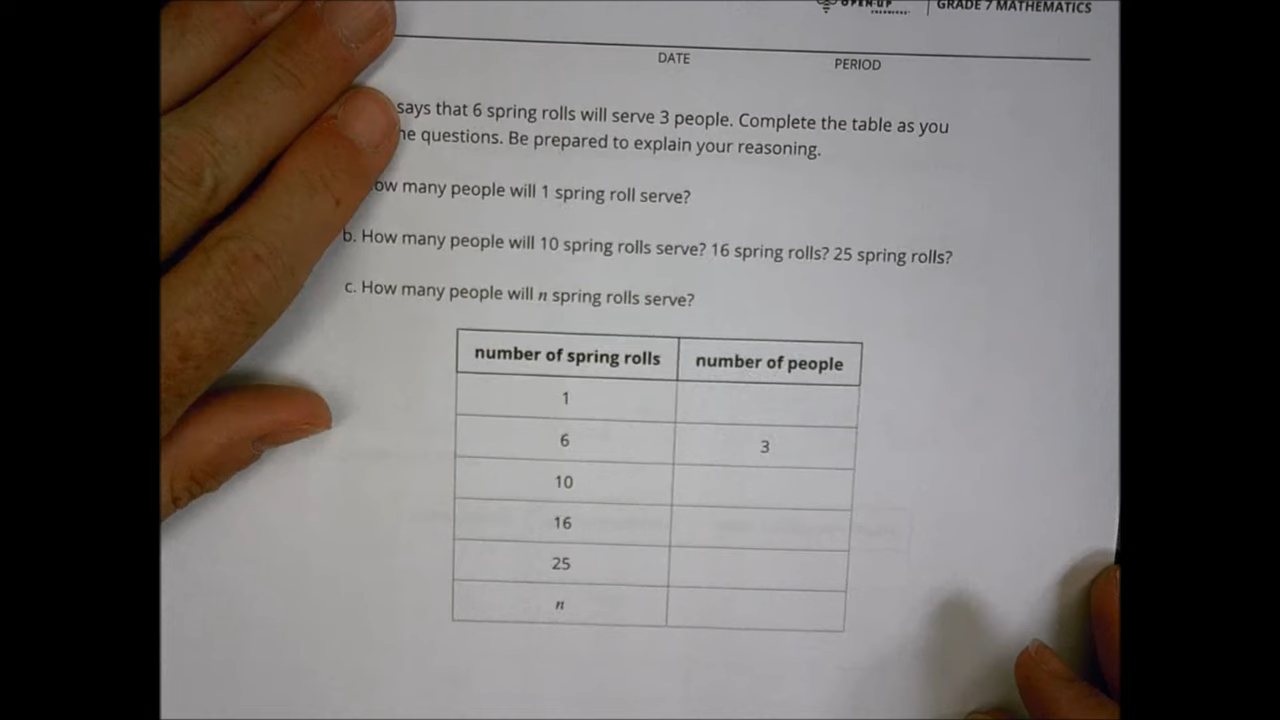 OPEN-UP
GRADE 7 MATHEMATICS
DATE PERIOD
says that 6 spring rolls will serve 3 people. Complete the table as you
questions. Be prepared to explain your reasoning.
many people will 1 spring roll serve?
b. How many people will 10 spring rolls serve? 16 spring rolls? 25 spring rolls?
c. How many people will n spring rolls serve?
number of spring rolls number of people
1
6 3
10
16
25
n